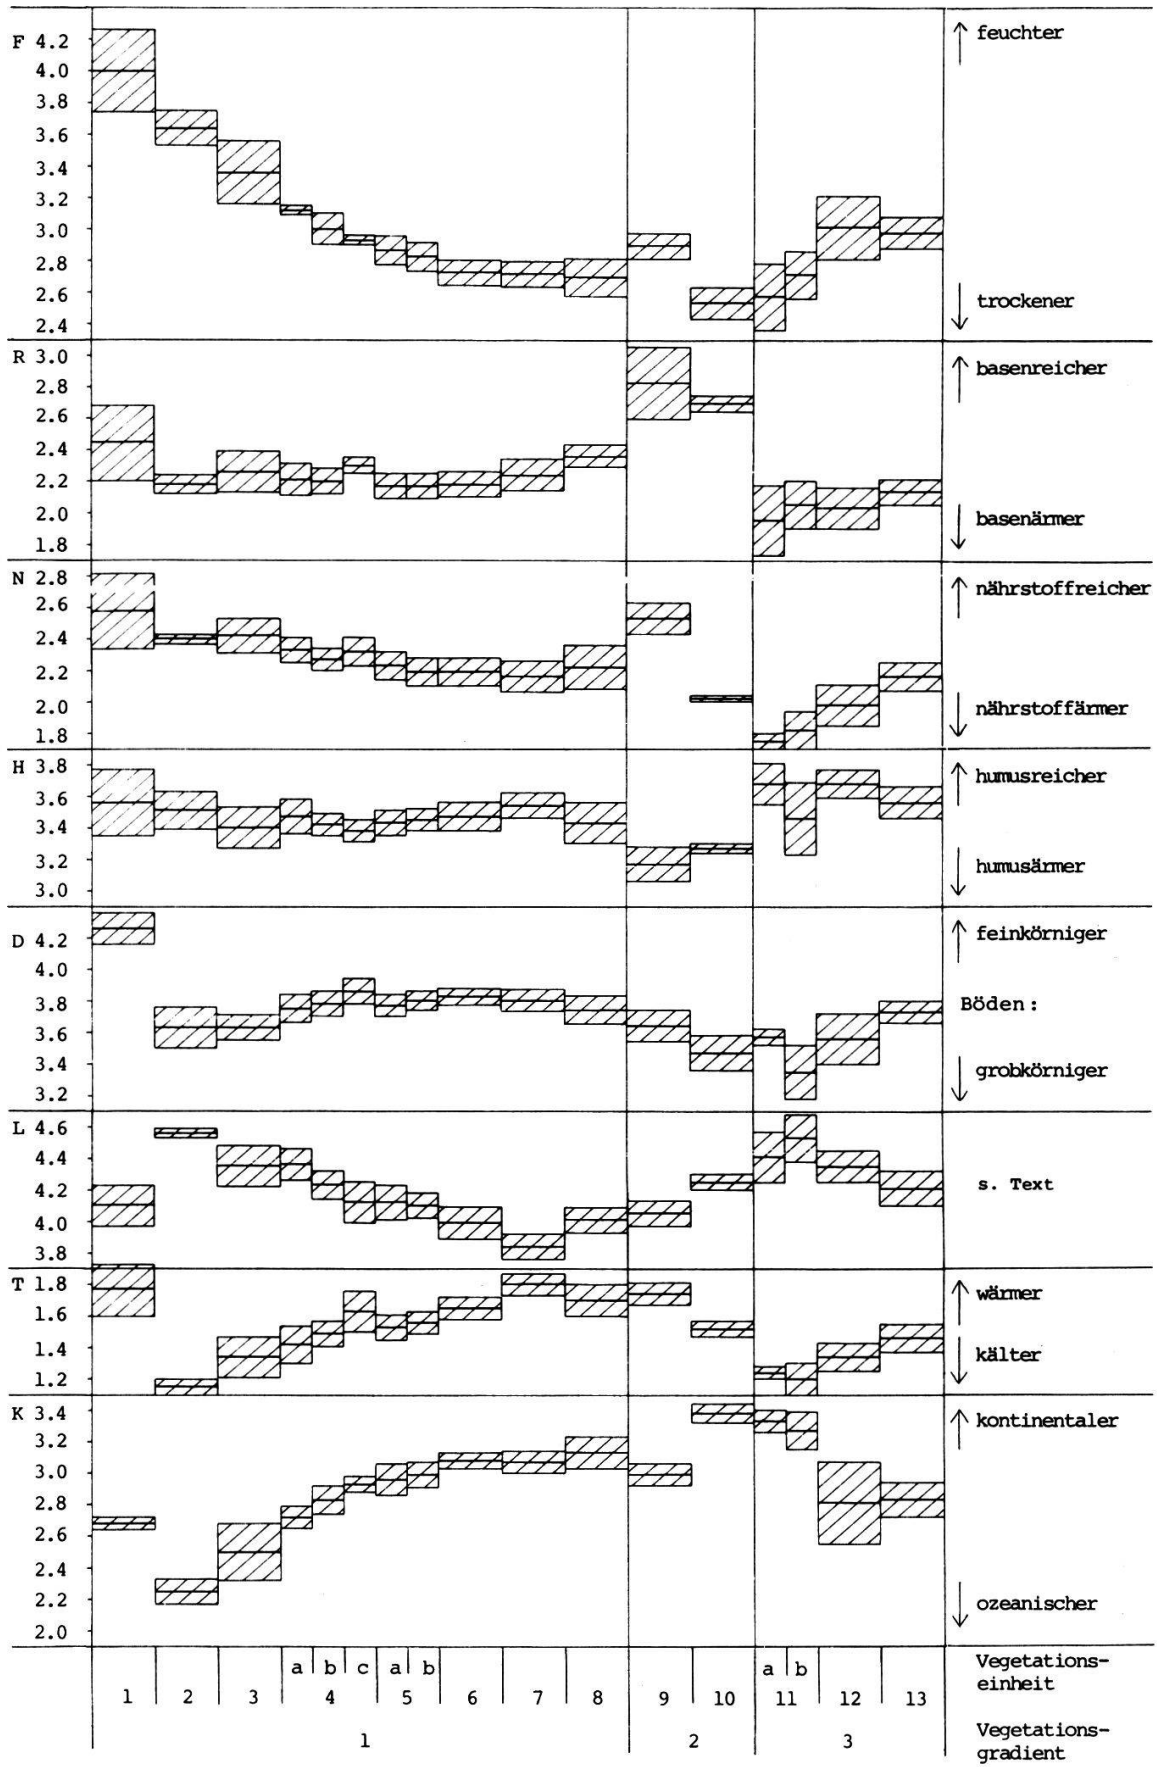 F 4.2 feuchter
4.0
3.8
3.6
3.4
3.2
3.0
2.8
2.6 trockener
2.4
R 3.0 basenreicher
2.8
2.6
2.4
2.2
2.0 basenärmer
1.8
N 2.8 nährstoffreicher
2.6
2.4
2.2
2.0 nährstoffärmer
1.8
H 3.8 humusreicher
3.6
3.4
3.2 humusärmer
3.0
D 4.2 feinkörniger
4.0
3.8 Böden:
3.6
3.4 grobkörniger
3.2
L 4.6
4.4
4.2 s. Text
4.0
3.8
T 1.8 wärmer
1.6
1.4 kälter
1.2
K 3.4 kontinentaler
3.2
3.0
2.8
2.6
2.4
2.2 ozeanischer
2.0
a b c a b a b Vegetations-
1 2 3 4 5 6 7 8 9 10 11 12 13 einheit
1 2 3 Vegetations-
gradient